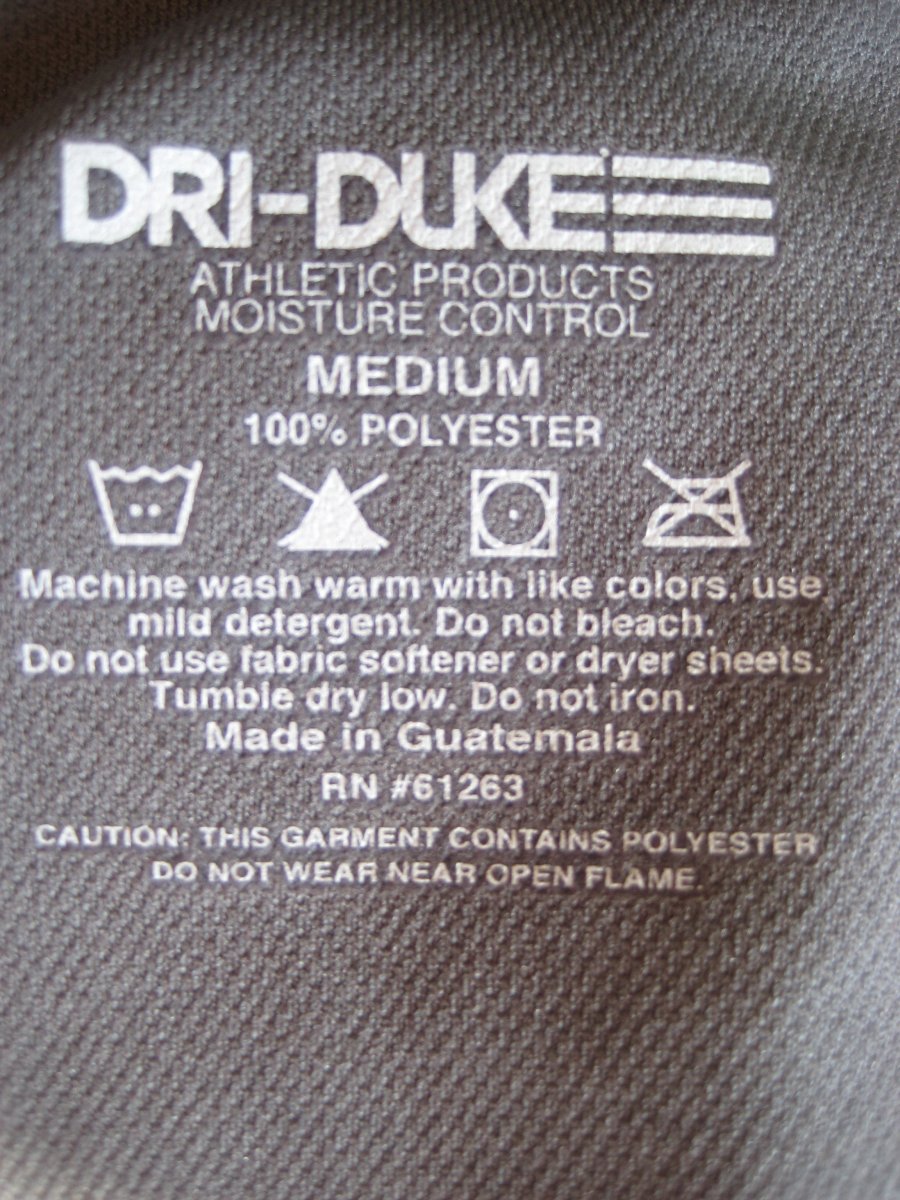 DRI-DUKE
ATHLETIC PRODUCTS
MOISTURE CONTROL
MEDIUM
100% POLYESTER
Machine wash warm with like colors, use
mild detergent. Do not bleach.
Do not use fabric softener or dryer sheets.
Tumble dry low. Do not iron.
Made in Guatemala
RN #61263
CAUTION: THIS GARMENT CONTAINS POLYESTER
DO NOT WEAR NEAR OPEN FLAME.